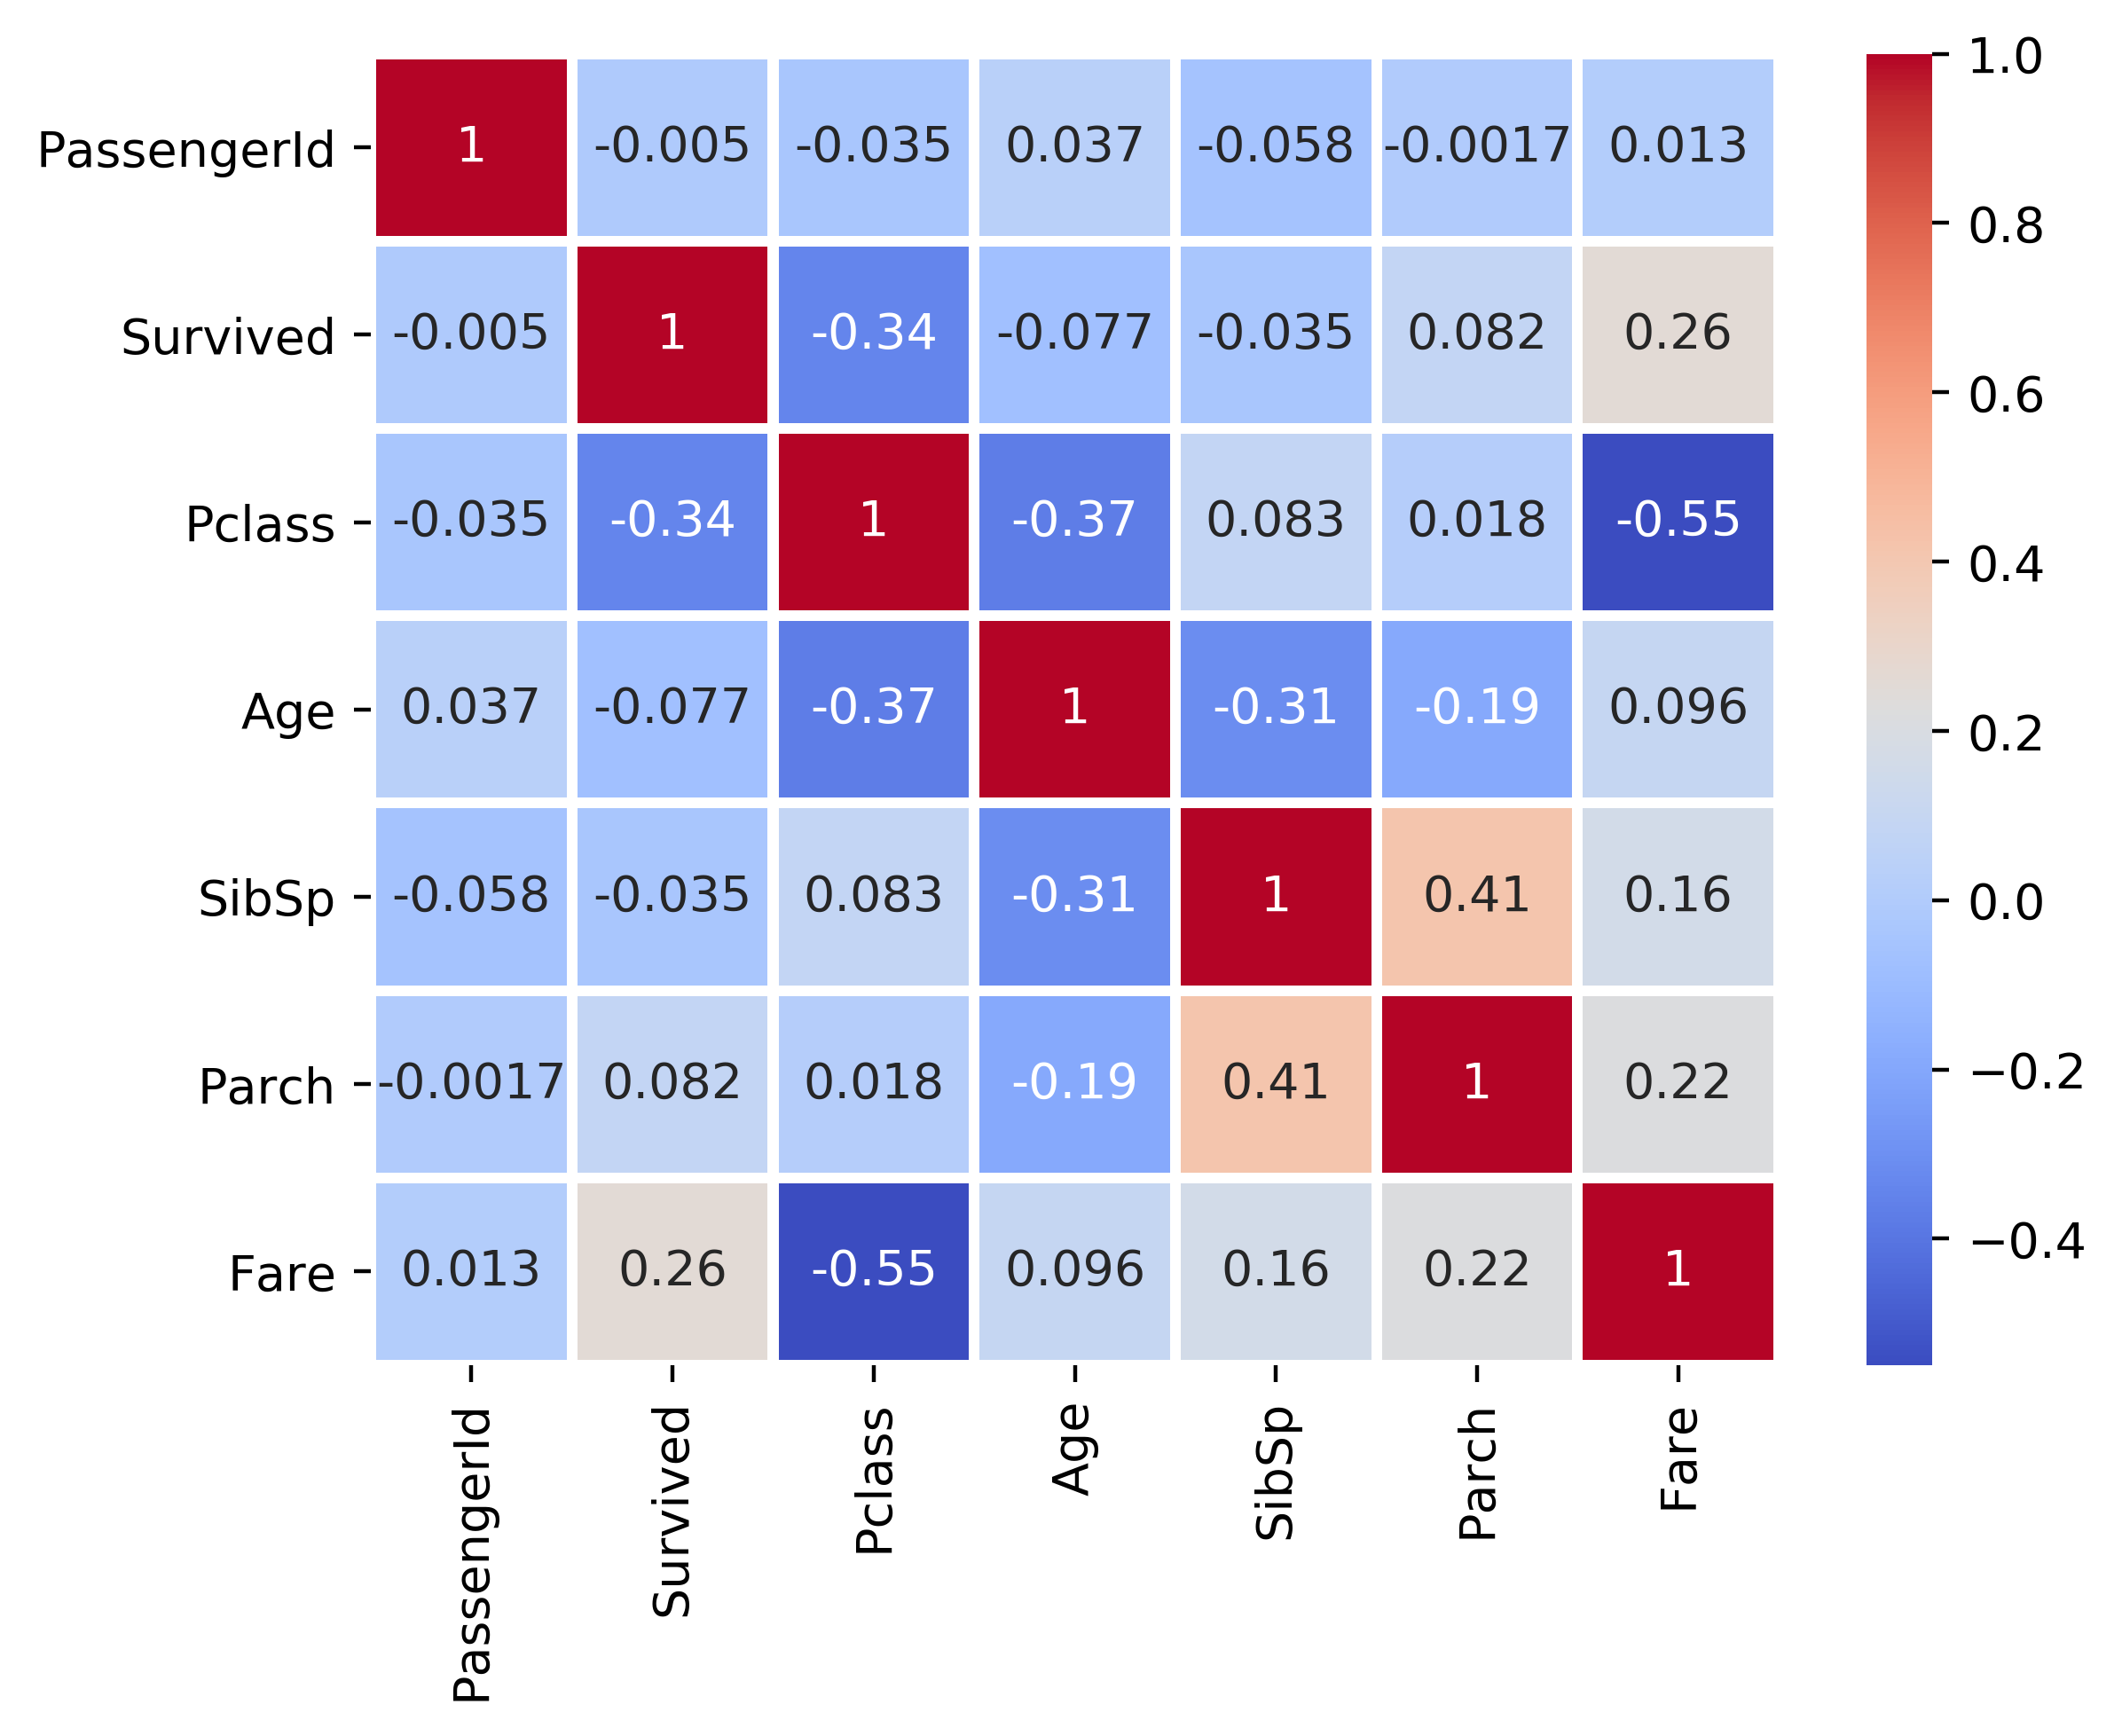 PassengerId 1 -0.005 -0.035 0.037 -0.058 -0.0017 0.013
Survived -0.005 1 -0.34 -0.077 -0.035 0.082 0.26
Pclass -0.035 -0.34 1 -0.37 0.083 0.018 -0.55
Age 0.037 -0.077 -0.37 1 -0.31 -0.19 0.096
SibSp -0.058 -0.035 0.083 -0.31 1 0.41 0.16
Parch -0.0017 0.082 0.018 -0.19 0.41 1 0.22
Fare 0.013 0.26 -0.55 0.096 0.16 0.22 1
PassengerId Survived Pclass Age SibSp Parch Fare
1.0
0.8
0.6
0.4
0.2
0.0
−0.2
−0.4